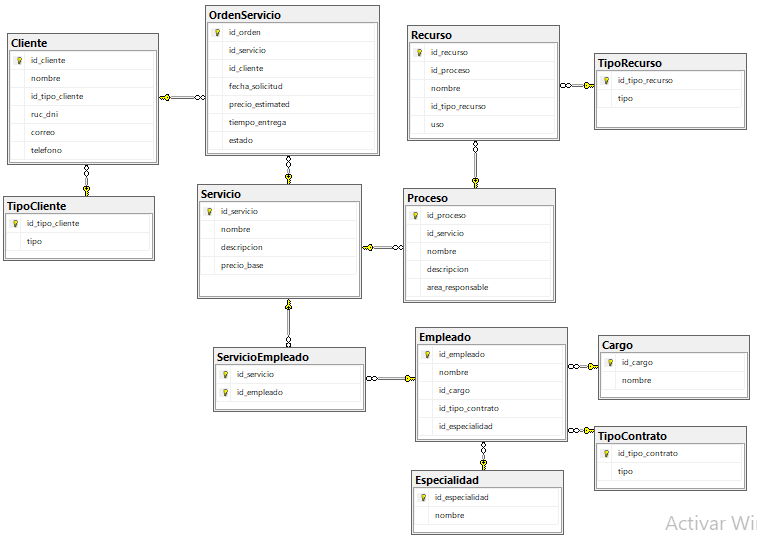 Cliente
id_cliente
nombre
id_tipo_cliente
ruc_dni
correo
telefono
OrdenServicio
id_orden
id_servicio
id_cliente
fecha_solicitud
precio_estimated
tiempo_entrega
estado
Recurso
id_recurso
id_proceso
nombre
id_tipo_recurso
uso
TipoRecurso
id_tipo_recurso
tipo
TipoCliente
id_tipo_cliente
tipo
Servicio
id_servicio
nombre
descripcion
precio_base
Proceso
id_proceso
id_servicio
nombre
descripcion
area_responsable
ServicioEmpleado
id_servicio
id_empleado
Empleado
id_empleado
nombre
id_cargo
id_tipo_contrato
id_especialidad
Cargo
id_cargo
nombre
TipoContrato
id_tipo_contrato
tipo
Especialidad
id_especialidad
nombre
Activar Wi